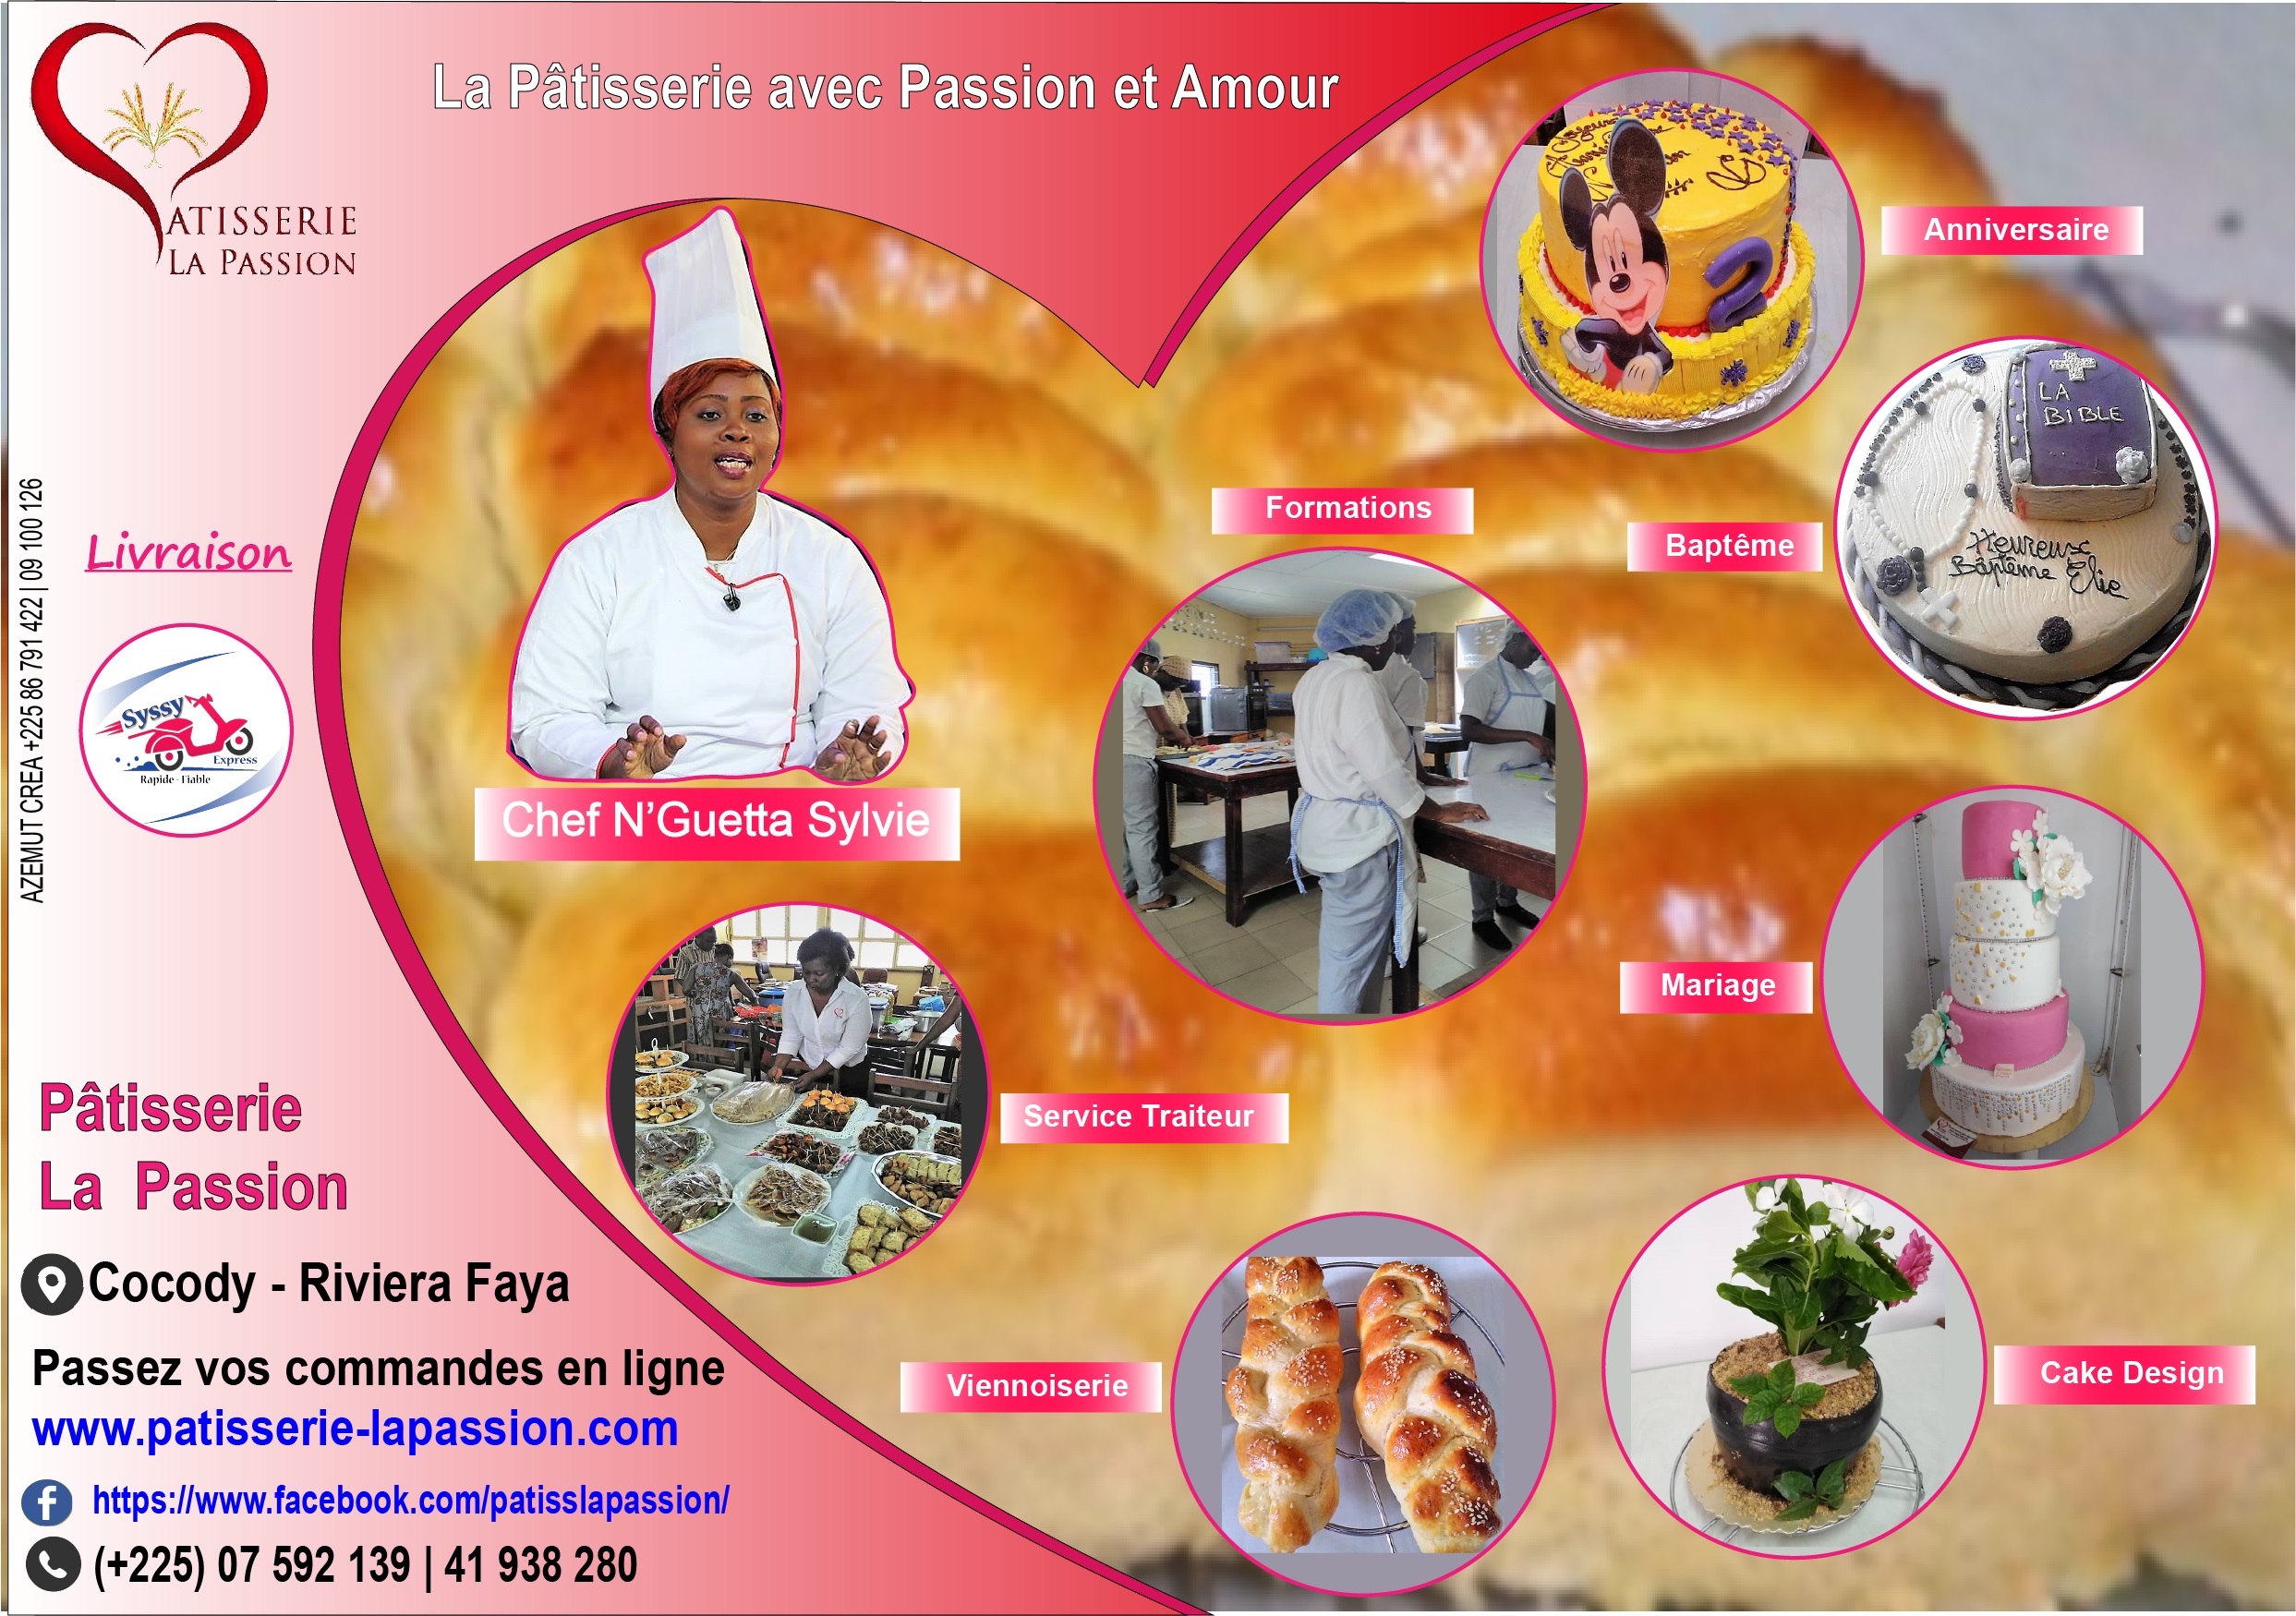 La Pâtisserie avec Passion et Amour
ATISSERIE
LA PASSION
Anniversaire
2
LA
BIBLE
Heureux
Bâptême Elie
Baptême
Formations
Livraison
Syssy
Express
Rapide - Fiable
AZEMUT CREA +225 86 791 422 | 09 100 126
Chef N'Guetta Sylvie
Mariage
Service Traiteur
Viennoiserie
Cake Design
Pâtisserie
La Passion
Cocody - Riviera Faya
Passez vos commandes en ligne
www.patisserie-lapassion.com
f https://www.facebook.com/patisslapassion/
(+225) 07 592 139 | 41 938 280